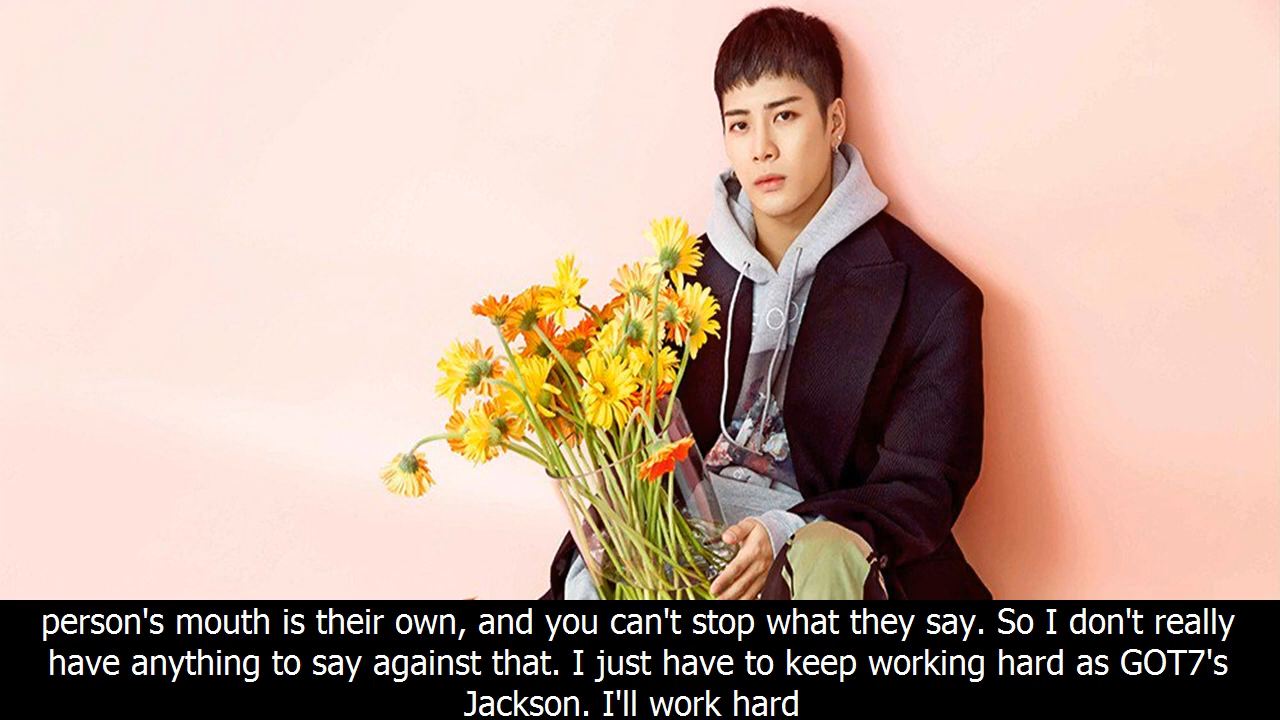 person's mouth is their own, and you can't stop what they say. So I don't really
have anything to say against that. I just have to keep working hard as GOT7's
Jackson. I'll work hard